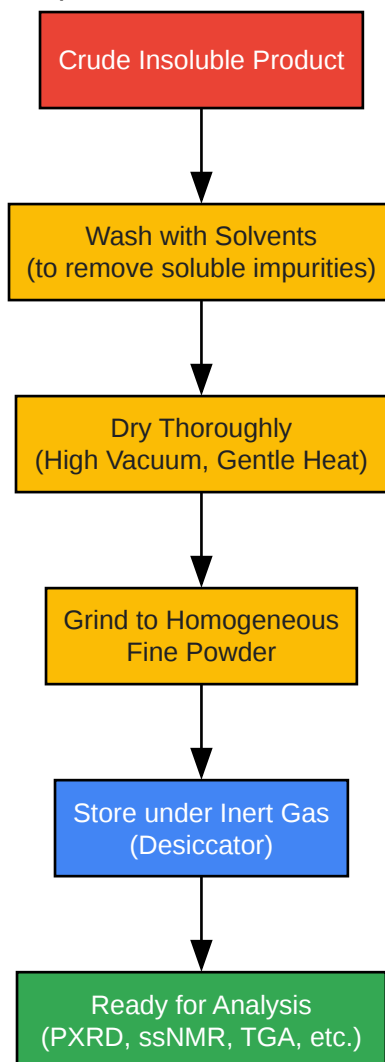 Crude Insoluble Product
Wash with Solvents
(to remove soluble impurities)
Dry Thoroughly
(High Vacuum, Gentle Heat)
Grind to Homogeneous
Fine Powder
Store under Inert Gas
(Desiccator)
Ready for Analysis
(PXRD, ssNMR, TGA, etc.)